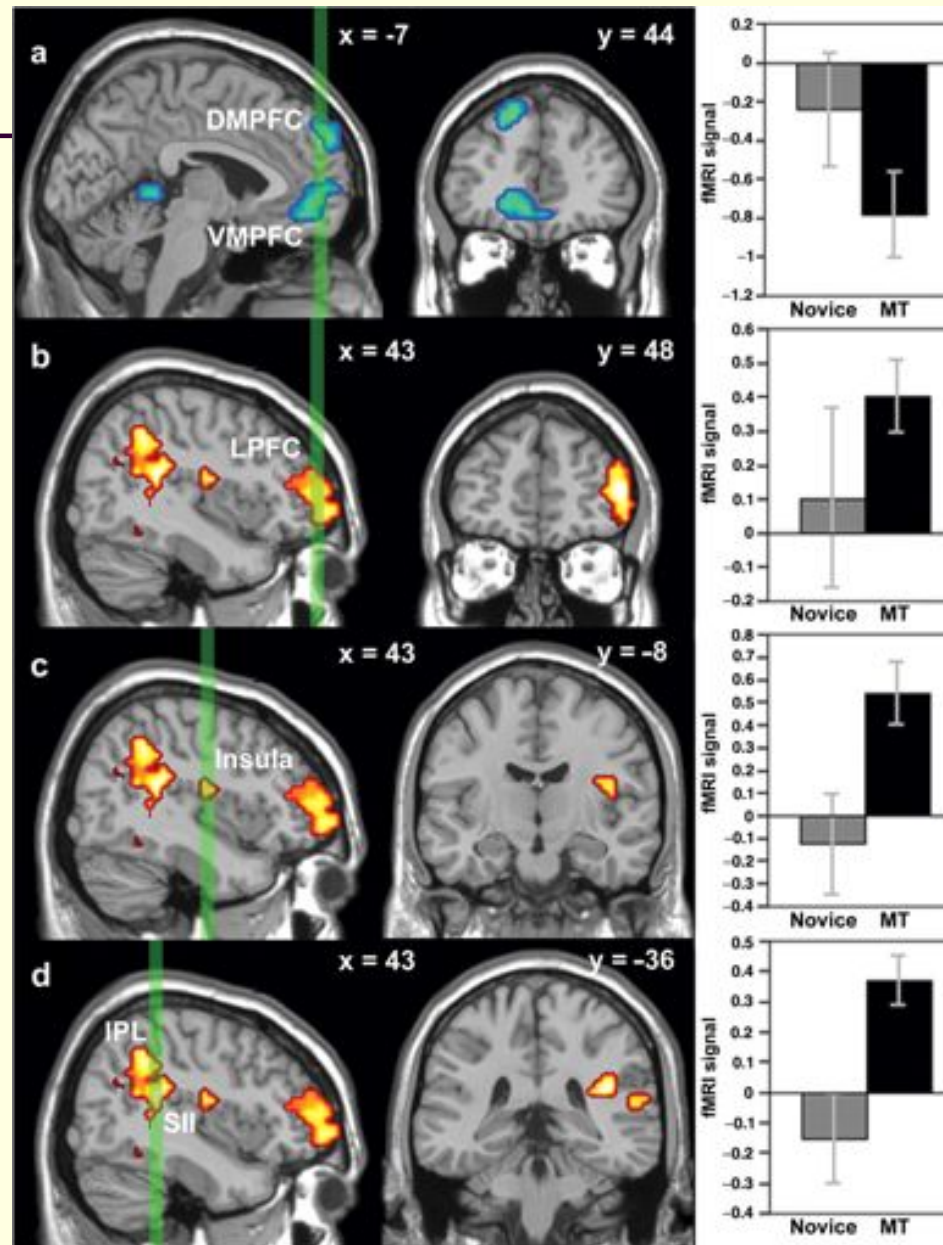 a
x = -7
y = 44
DMPFC
VMPFC
fMRI signal
0.2
0
–0.2
–0.4
–0.6
–0.8
–1
–1.2
Novice MT
b
x = 43
y = 48
LPFC
fMRI signal
0.6
0.5
0.4
0.3
0.2
0.1
0
–0.1
–0.2
Novice MT
c
x = 43
y = -8
Insula
fMRI signal
0.8
0.7
0.6
0.5
0.4
0.3
0.2
0.1
0
–0.1
–0.2
–0.3
–0.4
Novice MT
d
x = 43
y = -36
IPL
SII
fMRI signal
0.5
0.4
0.3
0.2
0.1
0
–0.1
–0.2
–0.3
–0.4
Novice MT